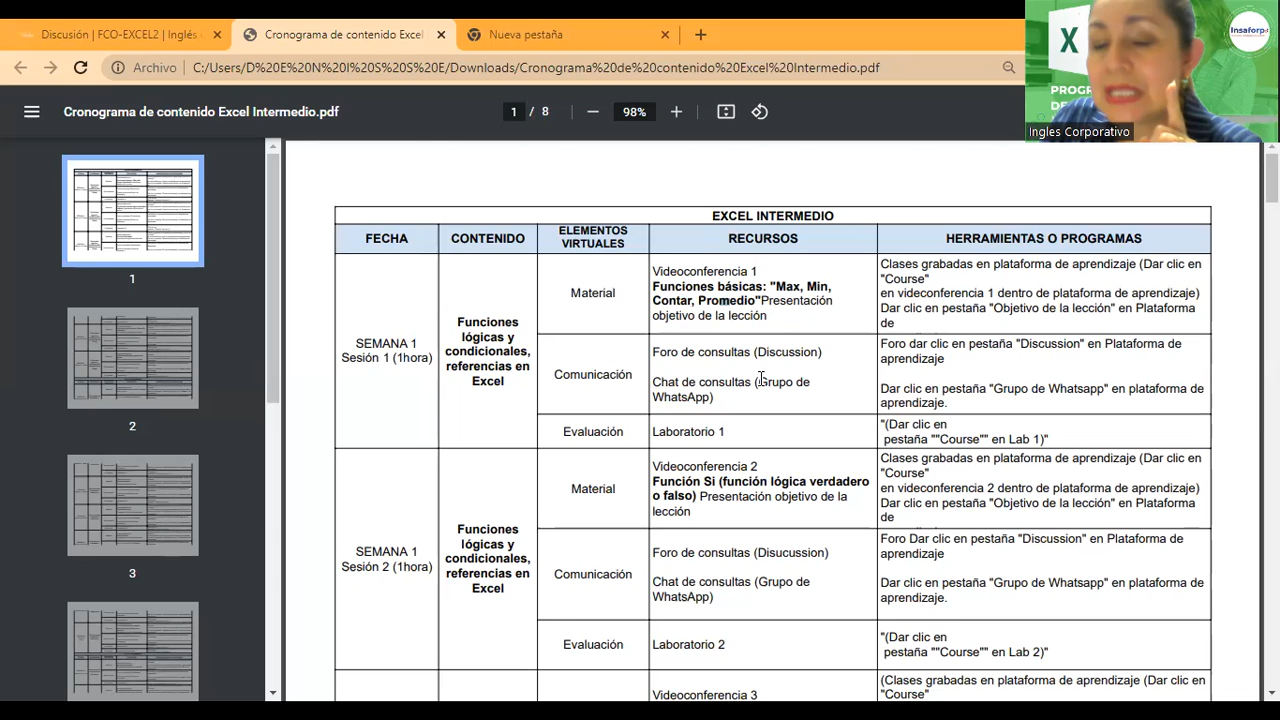 Discusión | FCO-EXCEL2 | Inglés
Cronograma de contenido Excel
Nueva pestaña
Archivo
C:/Users/D%20E%20N%20I%20S%20S%20E/Downloads/Cronograma%20de%20contenido%20Excel%20Intermedio.pdf
Cronograma de contenido Excel Intermedio.pdf
1 / 8
98%
Insaforp
X
PROGR
DE
Ingles Corporativo
1
2
3
EXCEL INTERMEDIO
FECHA
CONTENIDO
ELEMENTOS
VIRTUALES
RECURSOS
HERRAMIENTAS O PROGRAMAS
SEMANA 1
Sesión 1 (1hora)
Funciones
lógicas y
condicionales,
referencias en
Excel
Material
Videoconferencia 1
Funciones básicas: "Max, Min,
Contar, Promedio"Presentación
objetivo de la lección
Clases grabadas en plataforma de aprendizaje (Dar clic en
"Course"
en videoconferencia 1 dentro de plataforma de aprendizaje)
Dar clic en pestaña "Objetivo de la lección" en Plataforma
de
Comunicación
Foro de consultas (Discussion)
Chat de consultas (Grupo de
WhatsApp)
Foro dar clic en pestaña "Discussion" en Plataforma de
aprendizaje
Dar clic en pestaña "Grupo de Whatsapp" en plataforma de
aprendizaje.
Evaluación
Laboratorio 1
"(Dar clic en
pestaña ""Course"" en Lab 1)"
SEMANA 1
Sesión 2 (1hora)
Funciones
lógicas y
condicionales,
referencias en
Excel
Material
Videoconferencia 2
Función Si (función lógica verdadero
o falso) Presentación objetivo de la
lección
Clases grabadas en plataforma de aprendizaje (Dar clic en
"Course"
en videoconferencia 2 dentro de plataforma de aprendizaje)
Dar clic en pestaña "Objetivo de la lección" en Plataforma
de
Comunicación
Foro de consultas (Disucussion)
Chat de consultas (Grupo de
WhatsApp)
Foro Dar clic en pestaña "Discussion" en Plataforma de
aprendizaje
Dar clic en pestaña "Grupo de Whatsapp" en plataforma de
aprendizaje.
Evaluación
Laboratorio 2
"(Dar clic en
pestaña ""Course"" en Lab 2)"
Videoconferencia 3
(Clases grabadas en plataforma de aprendizaje (Dar clic en
"Course"